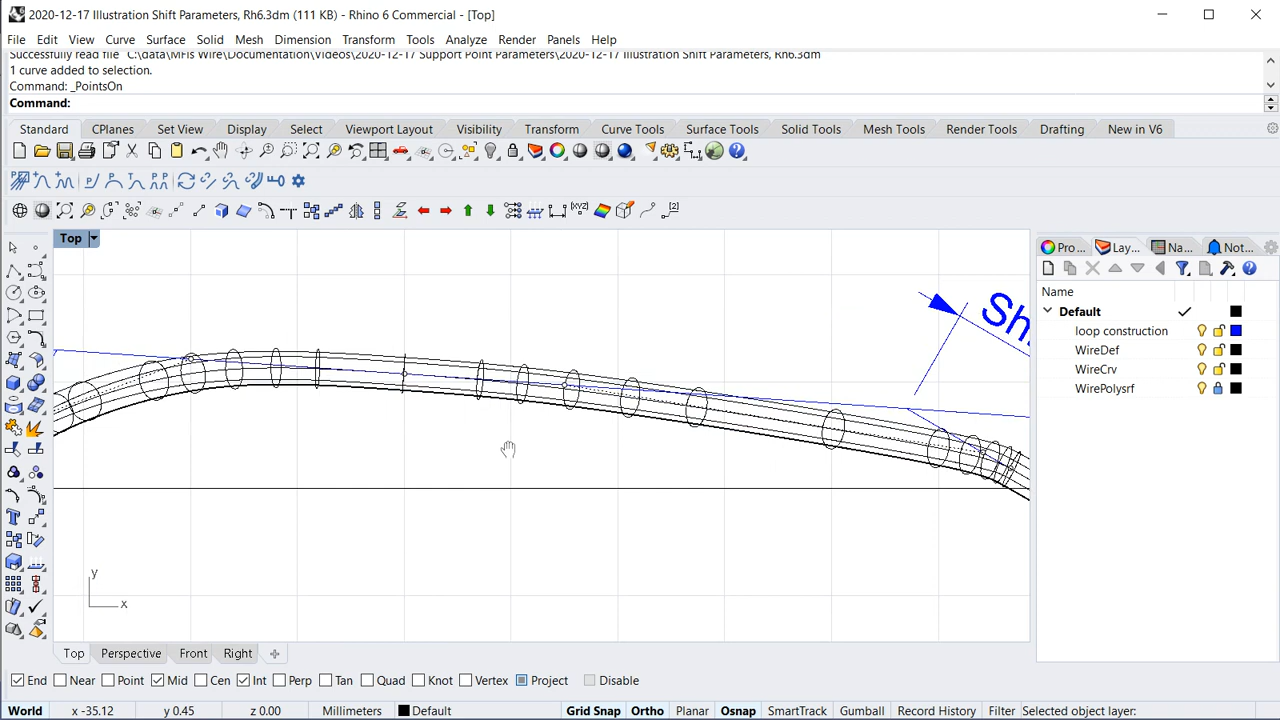 2020-12-17 Illustration Shift Parameters, Rh6.3dm (111 KB) - Rhino 6 Commercial - [Top]
File Edit View Curve Surface Solid Mesh Dimension Transform Tools Analyze Render Panels Help
Successfully read file "C:\data\MFIs Wire\Documentation\Videos\2020-12-17 Support Point Parameters\2020-12-17 Illustration Shift Parameters, Rh6.3dm
1 curve added to selection.
Command: _PointsOn
Command:
Standard CPlanes Set View Display Select Viewport Layout Visibility Transform Curve Tools Surface Tools Solid Tools Mesh Tools Render Tools Drafting New in V6
Top
Pro... Lay... Na... Not...
Name
Default
loop construction
WireDef
WireCrv
WirePolysrf
Sh
y
x
Top Perspective Front Right
End Near Point Mid Cen Int Perp Tan Quad Knot Vertex Project Disable
World x -35.12 y 0.45 z 0.00 Millimeters Default Grid Snap Ortho Planar Osnap SmartTrack Gumball Record History Filter Selected object layer: